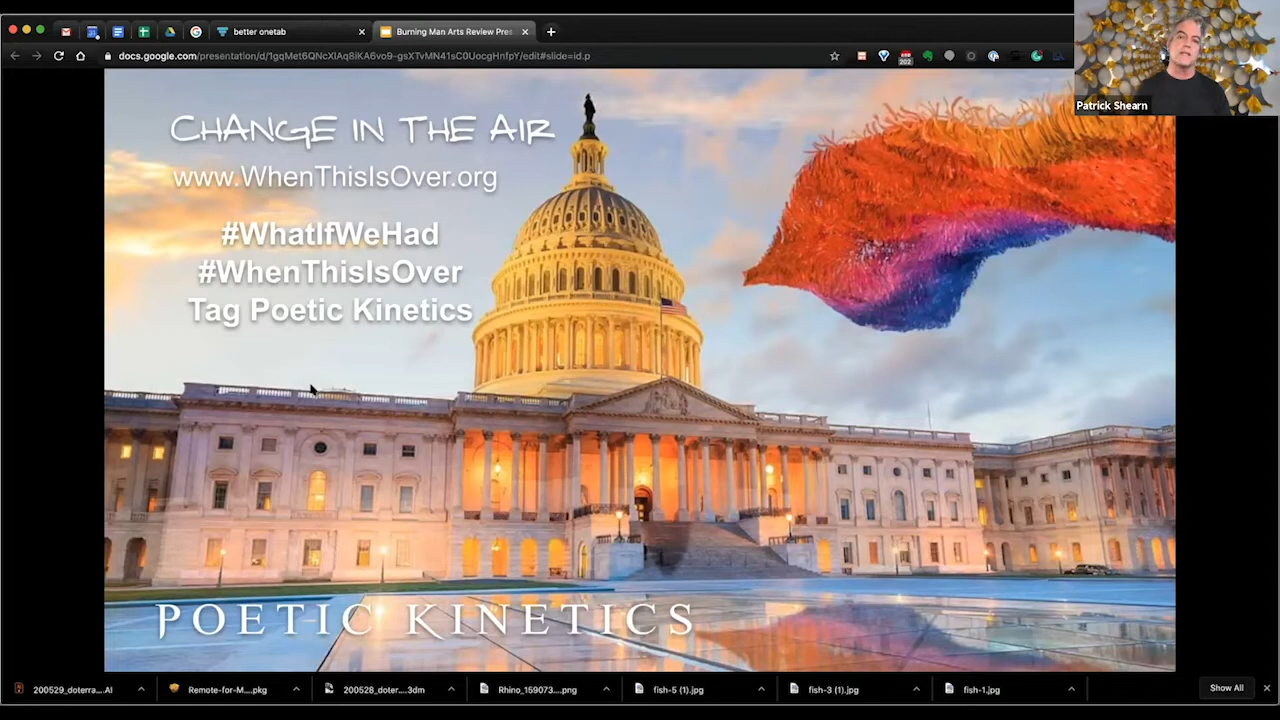 better onetab
Burning Man Arts Review Pres
docs.google.com/presentation/d/1gqMet6QNcXlAq8iKA6vo9-gsXTvMN41sC0UocgHnfpY/edit#slide=id.p
202
Patrick Shearn
CHANGE IN THE AIR
www.WhenThisIsOver.org
#WhatIfWeHad
#WhenThisIsOver
Tag Poetic Kinetics
POETIC KINETICS
200529_doterra....AI
Remote-for-M....pkg
200528_doter....3dm
Rhino_159073....png
fish-5 (1).jpg
fish-3 (1).jpg
fish-1.jpg
Show All